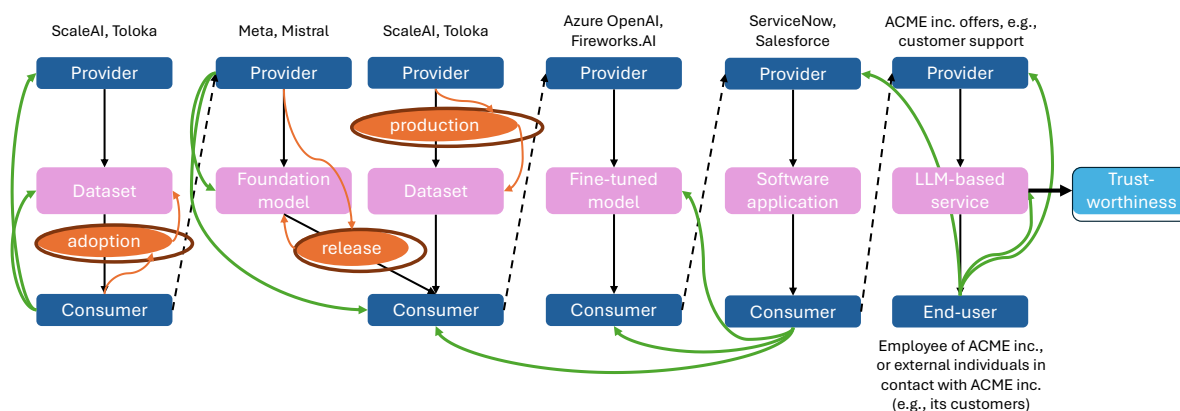 ScaleAI, Toloka
Meta, Mistral
ScaleAI, Toloka
Azure OpenAI,
Fireworks.AI
ServiceNow,
Salesforce
ACME inc. offers, e.g.,
customer support
Provider
Provider
Provider
Provider
Provider
Provider
production
Dataset
Foundation
model
Dataset
Fine-tuned
model
Software
application
LLM-based
service
Trust-
worthiness
adoption
release
Consumer
Consumer
Consumer
Consumer
End-user
Employee of ACME inc.,
or external individuals in
contact with ACME inc.
(e.g., its customers)